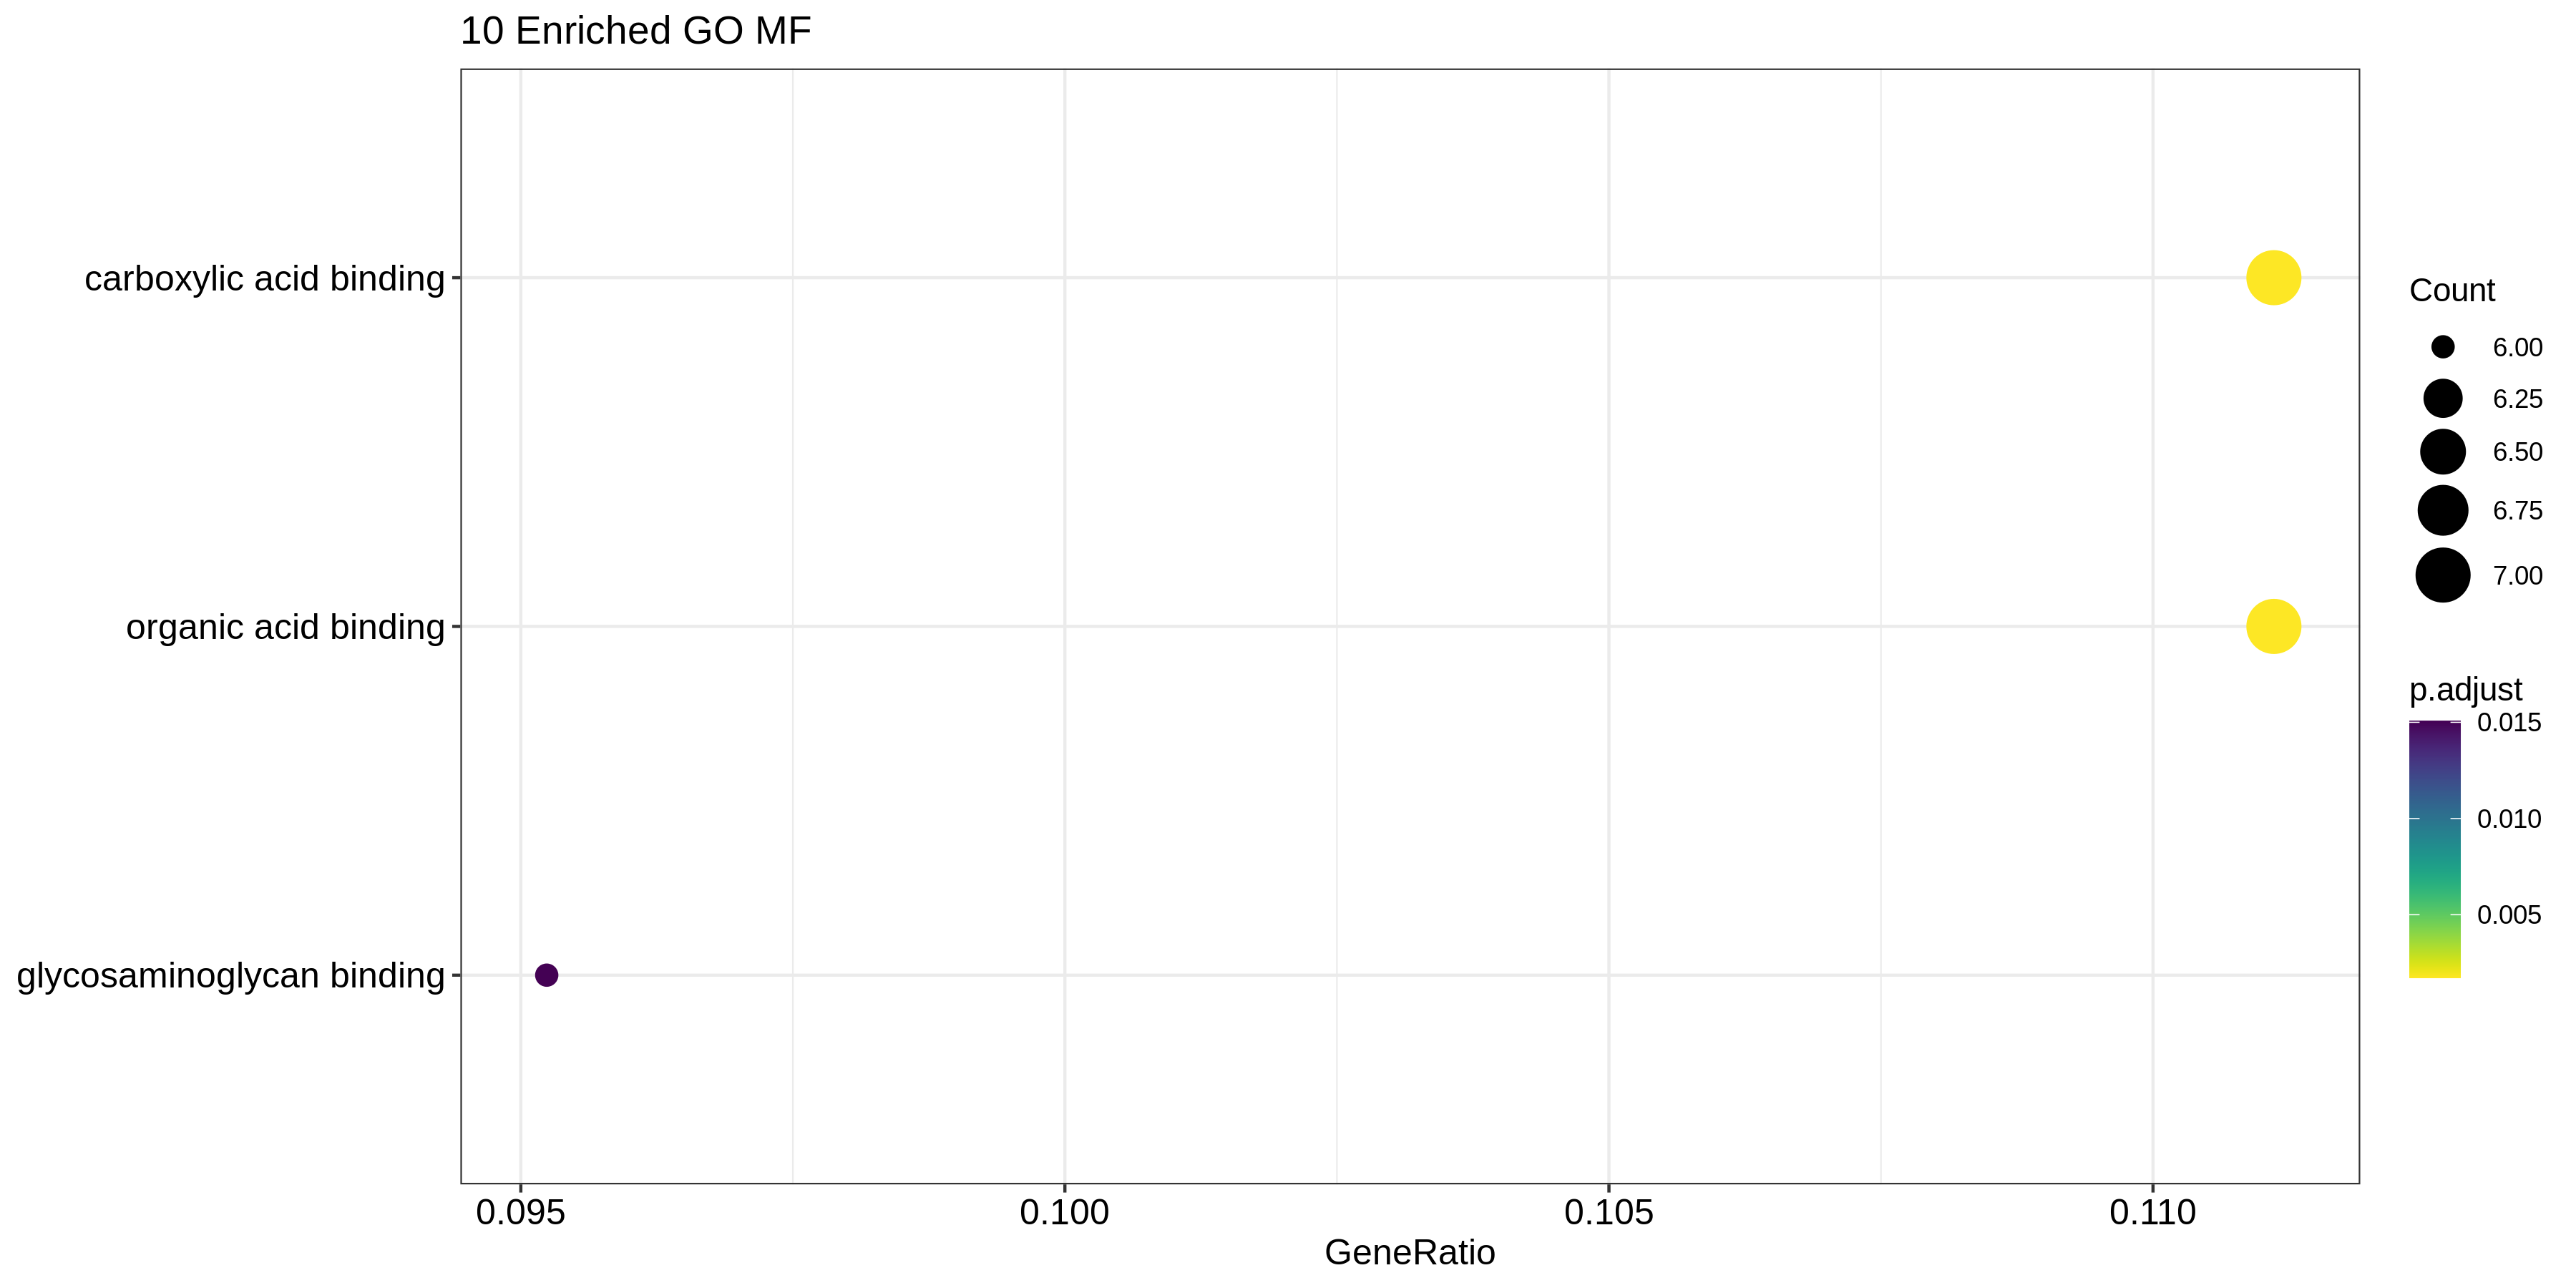 10 Enriched GO MF
carboxylic acid binding
organic acid binding
glycosaminoglycan binding
0.095
0.100
0.105
0.110
GeneRatio
Count
6.00
6.25
6.50
6.75
7.00
p.adjust
0.015
0.010
0.005